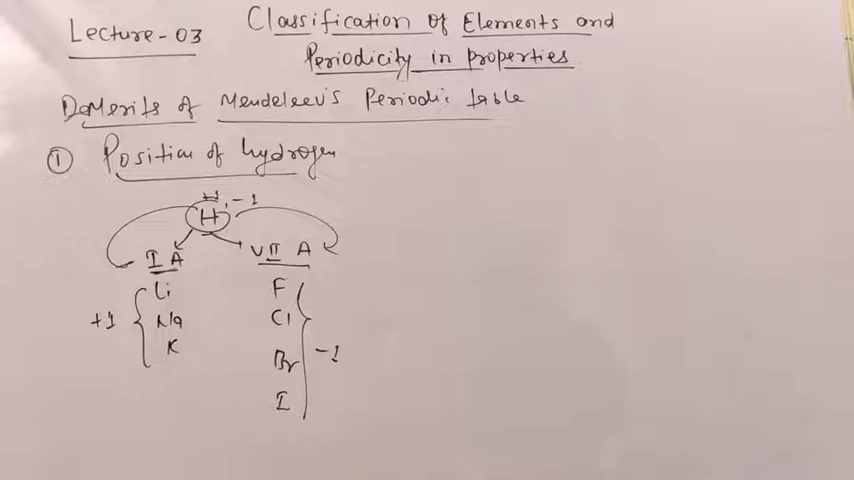 Lecture-03
Classification of Elements and
Periodicity in properties
DeMerits of Mendeleev's Periodic table
① Position of hydrogen
+1, -1
H
IA VII A
Li F
Na Cl
+1
K Br -1
I